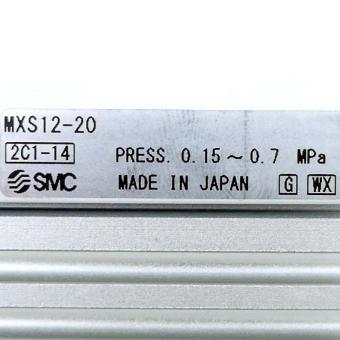 MXS12-20
2C1-14 PRESS. 0.15～0.7 MPa
SMC MADE IN JAPAN G WX